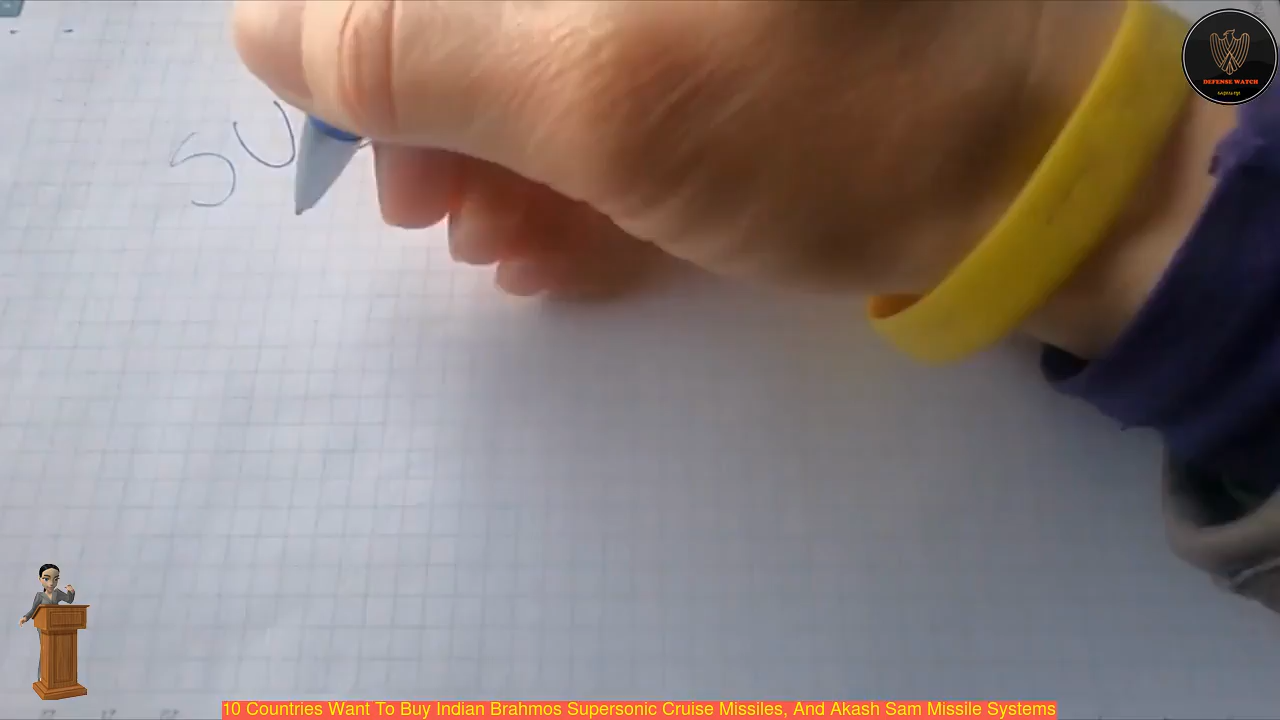 SU
DEFENSE WATCH
10 Countries Want To Buy Indian Brahmos Supersonic Cruise Missiles, And Akash Sam Missile Systems